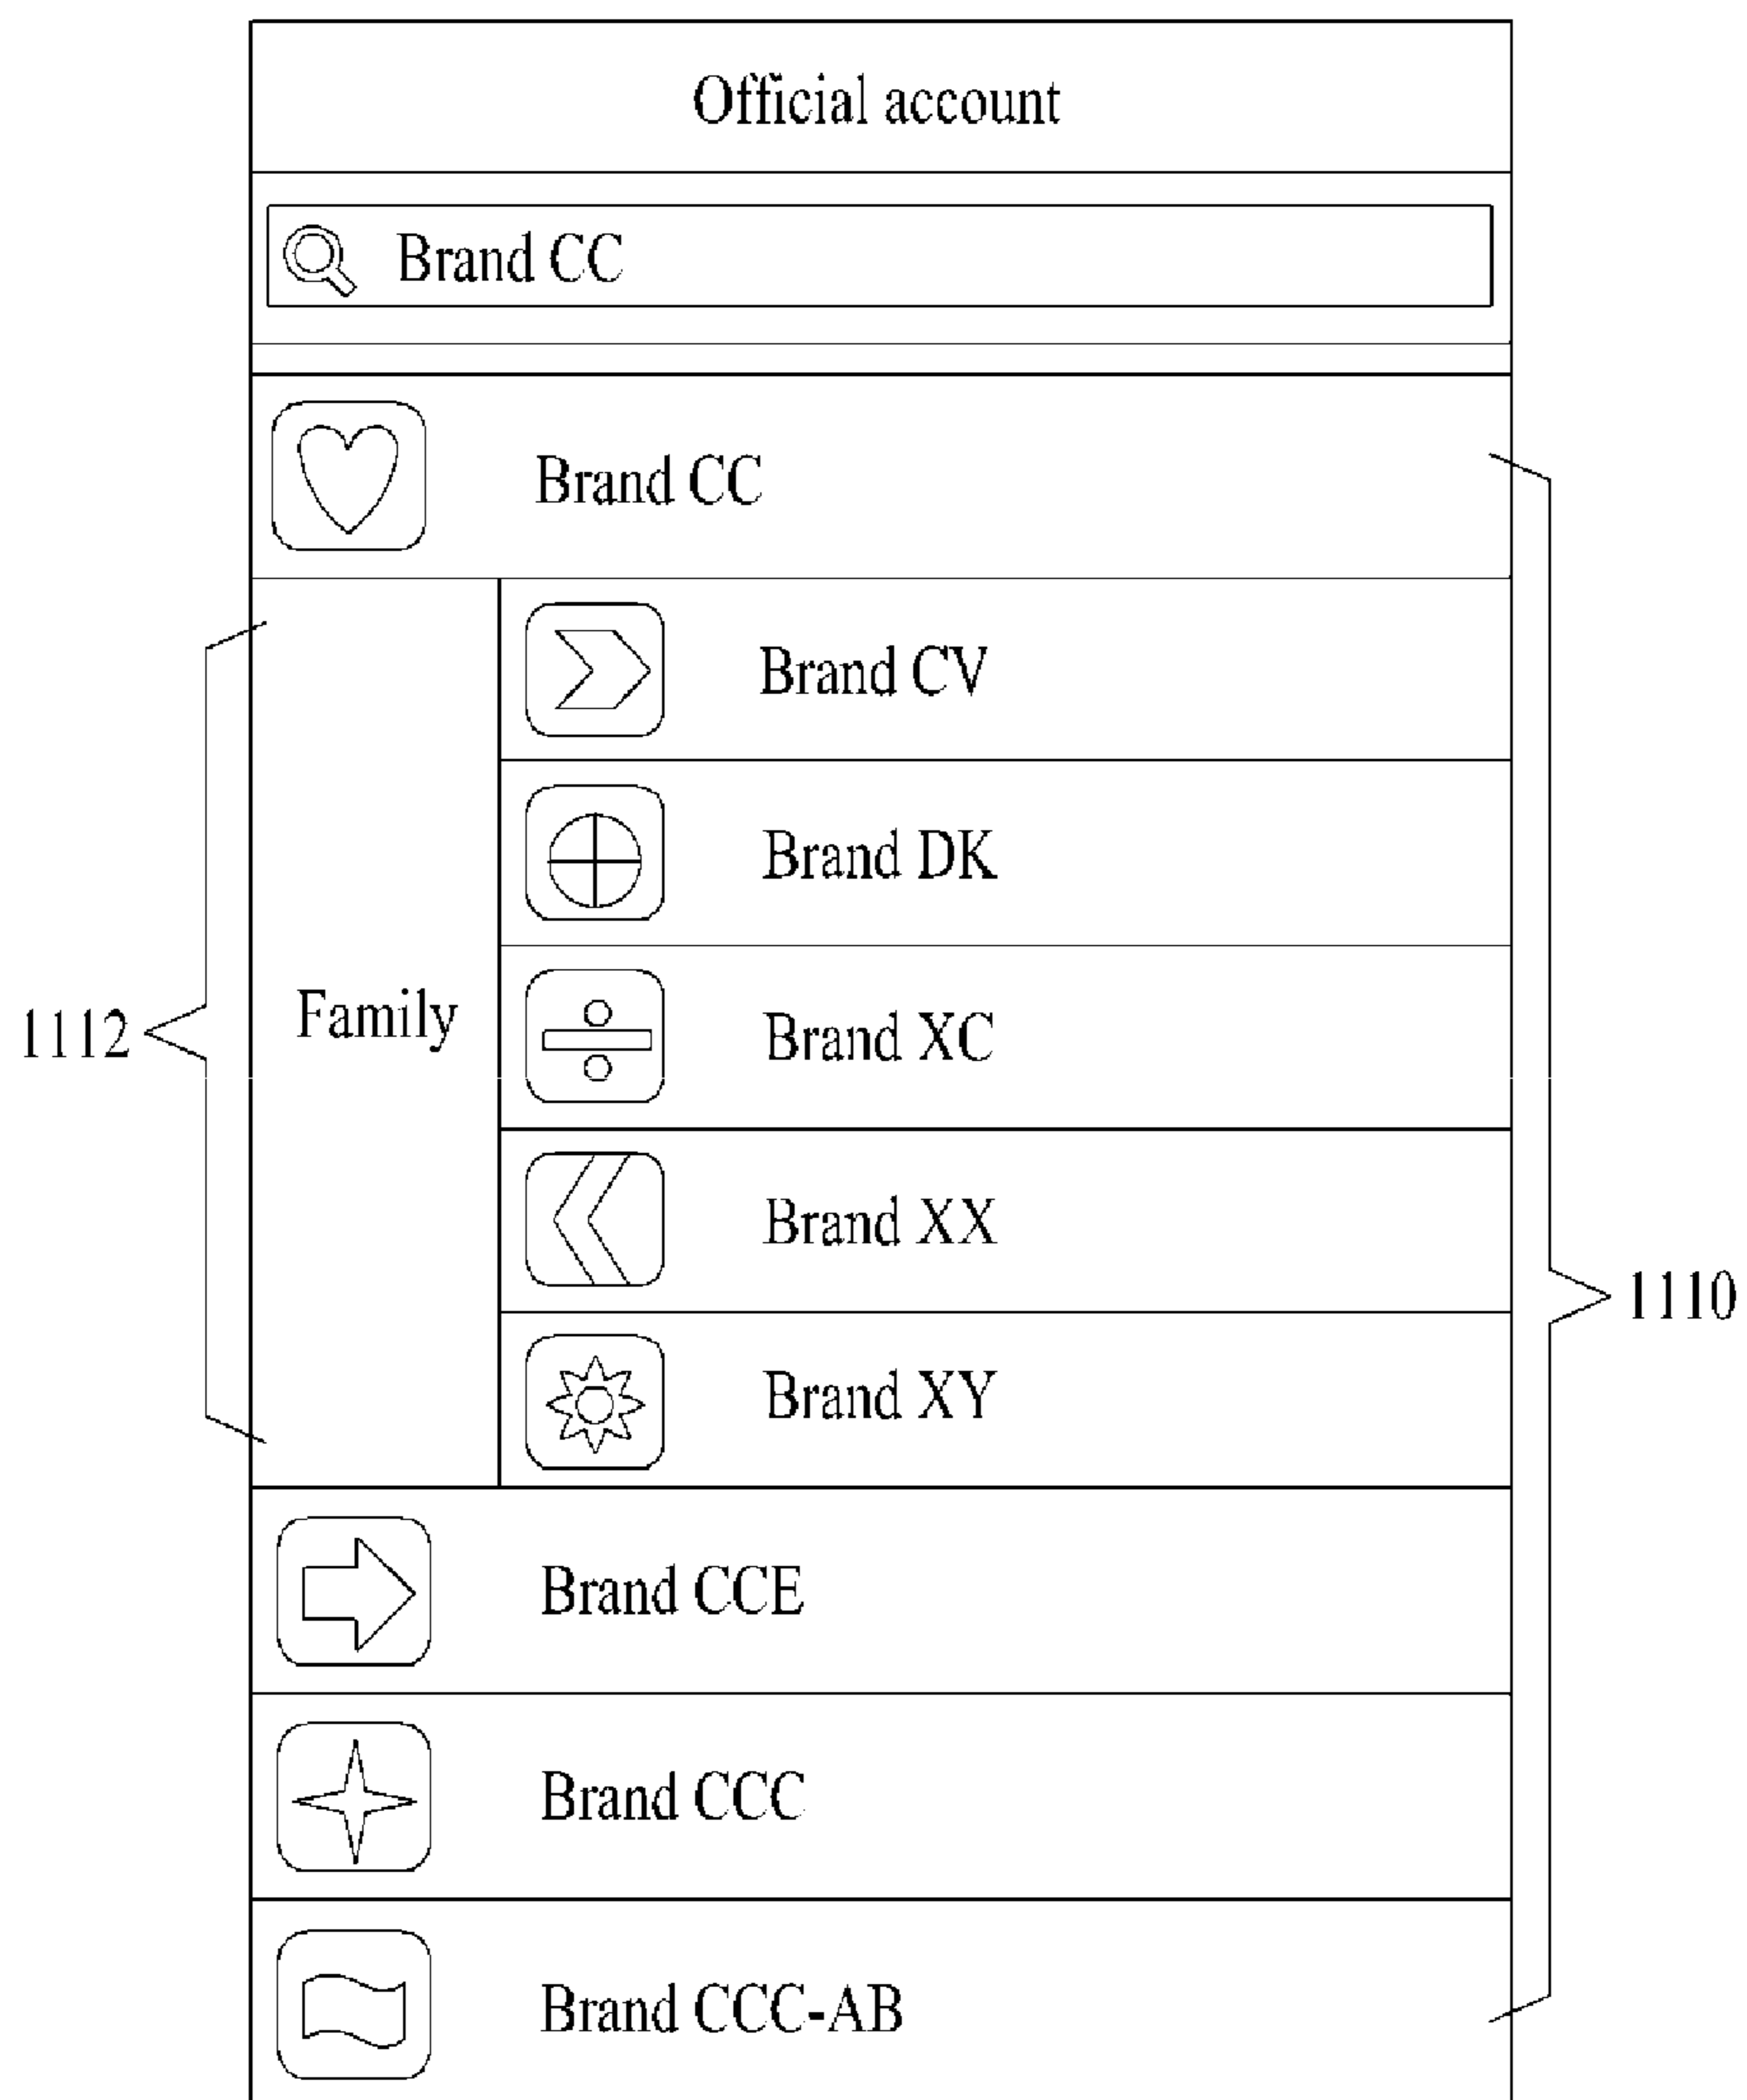 Official account
Brand CC
Brand CC
Brand CV
Brand DK
Family
Brand XC
1112
Brand XX
1110
Brand XY
Brand CCE
Brand CCC
Brand CCC-AB